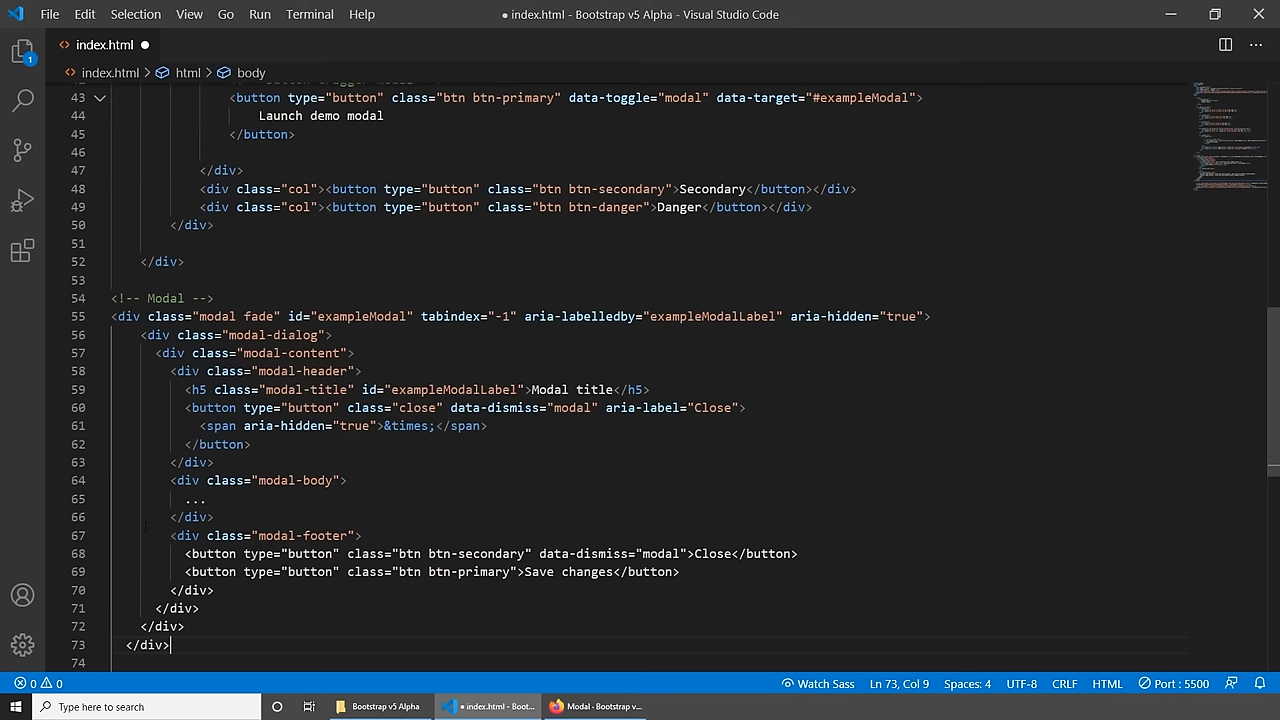 File Edit Selection View Go Run Terminal Help
● index.html - Bootstrap v5 Alpha - Visual Studio Code
1
<> index.html ●
<> index.html > html > body
43 <button type="button" class="btn btn-primary" data-toggle="modal" data-target="#exampleModal">
44 Launch demo modal
45 </button>
46
47 </div>
48 <div class="col"><button type="button" class="btn btn-secondary">Secondary</button></div>
49 <div class="col"><button type="button" class="btn btn-danger">Danger</button></div>
50 </div>
51
52 </div>
53
54 <!-- Modal -->
55 <div class="modal fade" id="exampleModal" tabindex="-1" aria-labelledby="exampleModalLabel" aria-hidden="true">
56 <div class="modal-dialog">
57 <div class="modal-content">
58 <div class="modal-header">
59 <h5 class="modal-title" id="exampleModalLabel">Modal title</h5>
60 <button type="button" class="close" data-dismiss="modal" aria-label="Close">
61 <span aria-hidden="true">&times;</span>
62 </button>
63 </div>
64 <div class="modal-body">
65 ...
66 </div>
67 <div class="modal-footer">
68 <button type="button" class="btn btn-secondary" data-dismiss="modal">Close</button>
69 <button type="button" class="btn btn-primary">Save changes</button>
70 </div>
71 </div>
72 </div>
73 </div>
74
0 0 Watch Sass Ln 73, Col 9 Spaces: 4 UTF-8 CRLF HTML Port : 5500
Type here to search Bootstrap v5 Alpha ● index.html - Boot... Modal · Bootstrap v...